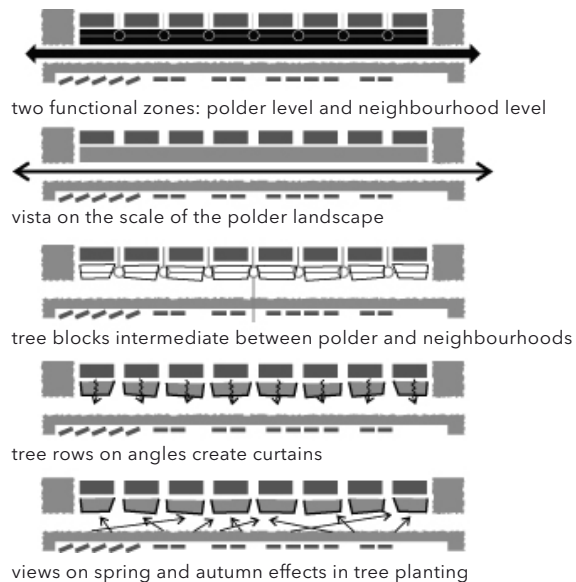 two functional zones: polder level and neighbourhood level
vista on the scale of the polder landscape
tree blocks intermediate between polder and neighbourhoods
tree rows on angles create curtains
views on spring and autumn effects in tree planting